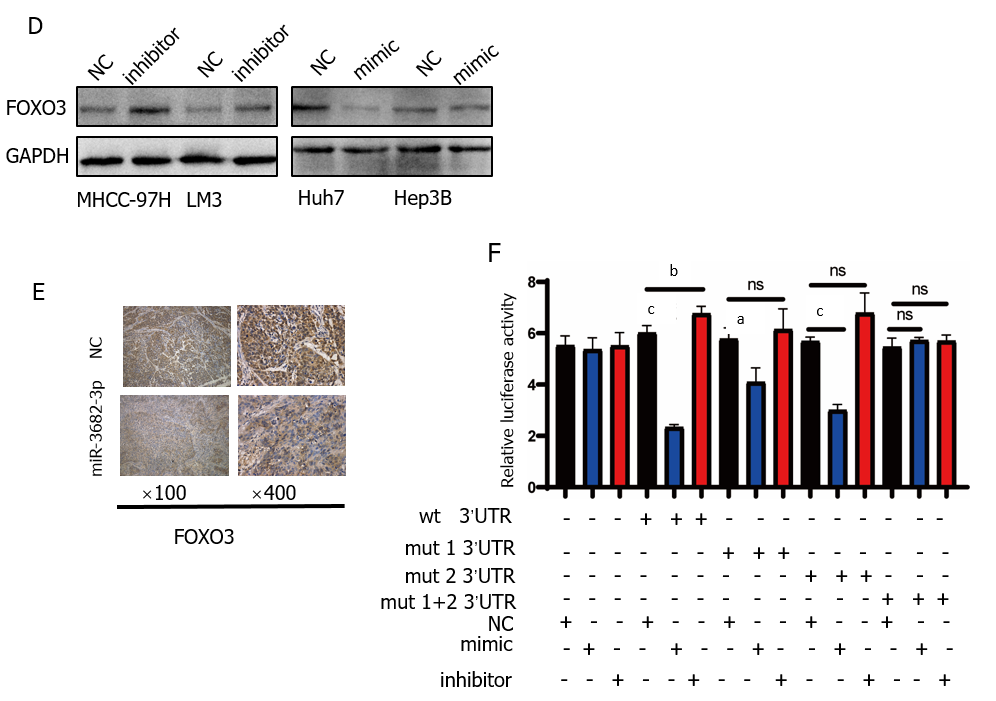 D
NC inhibitor NC inhibitor NC mimic NC mimic
FOXO3
GAPDH
MHCC-97H LM3 Huh7 Hep3B
E
NC
miR-3682-3p
×100 ×400
FOXO3
F
Relative luciferase activity
8
6
4
2
0
b
c
ns
a
ns
c
ns
ns
wt 3'UTR - - - + + + - - - - - - - - -
mut 1 3'UTR - - - - - - + + + - - - - - -
mut 2 3'UTR - - - - - - - - - + + + - - -
mut 1+2 3'UTR - - - - - - - - - - - - + + +
NC + - - + - - + - - + - - + - -
mimic - + - - + - - + - - + - - + -
inhibitor - - + - - + - - + - - + - - +